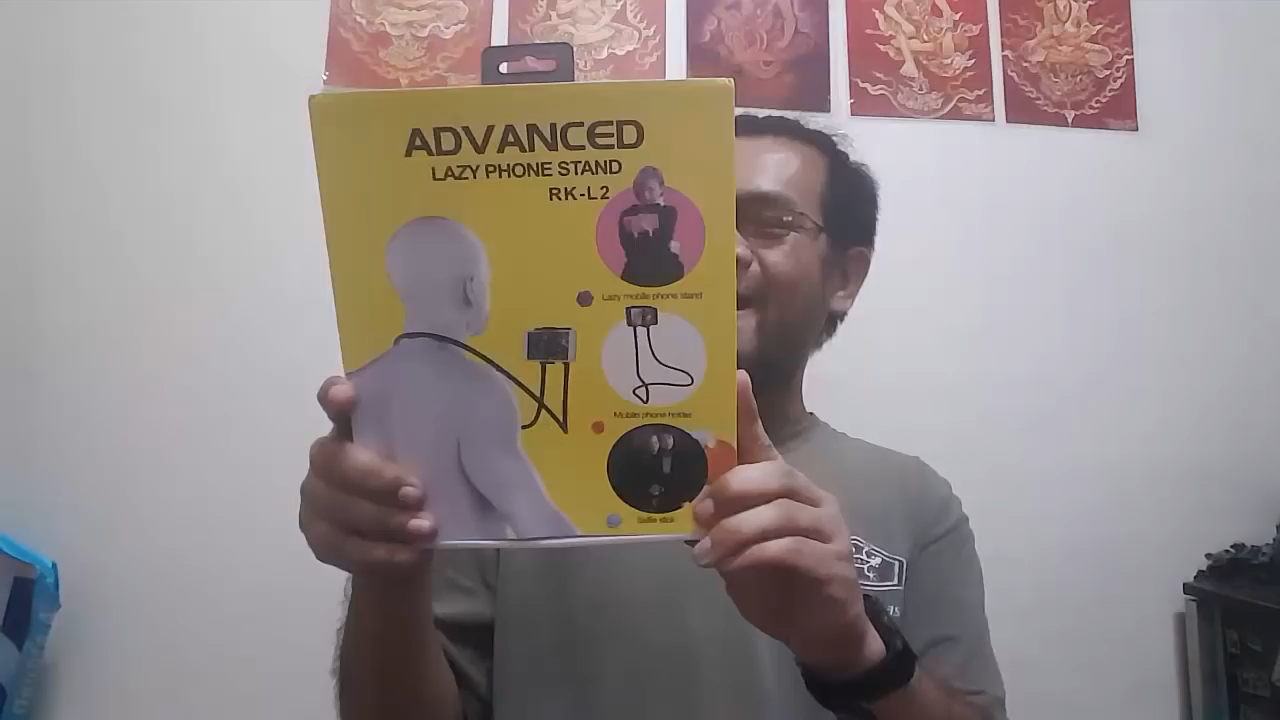 ADVANCED
LAZY PHONE STAND
RK-L2
Lazy mobile phone stand
Mobile phone holder
Selfie stick